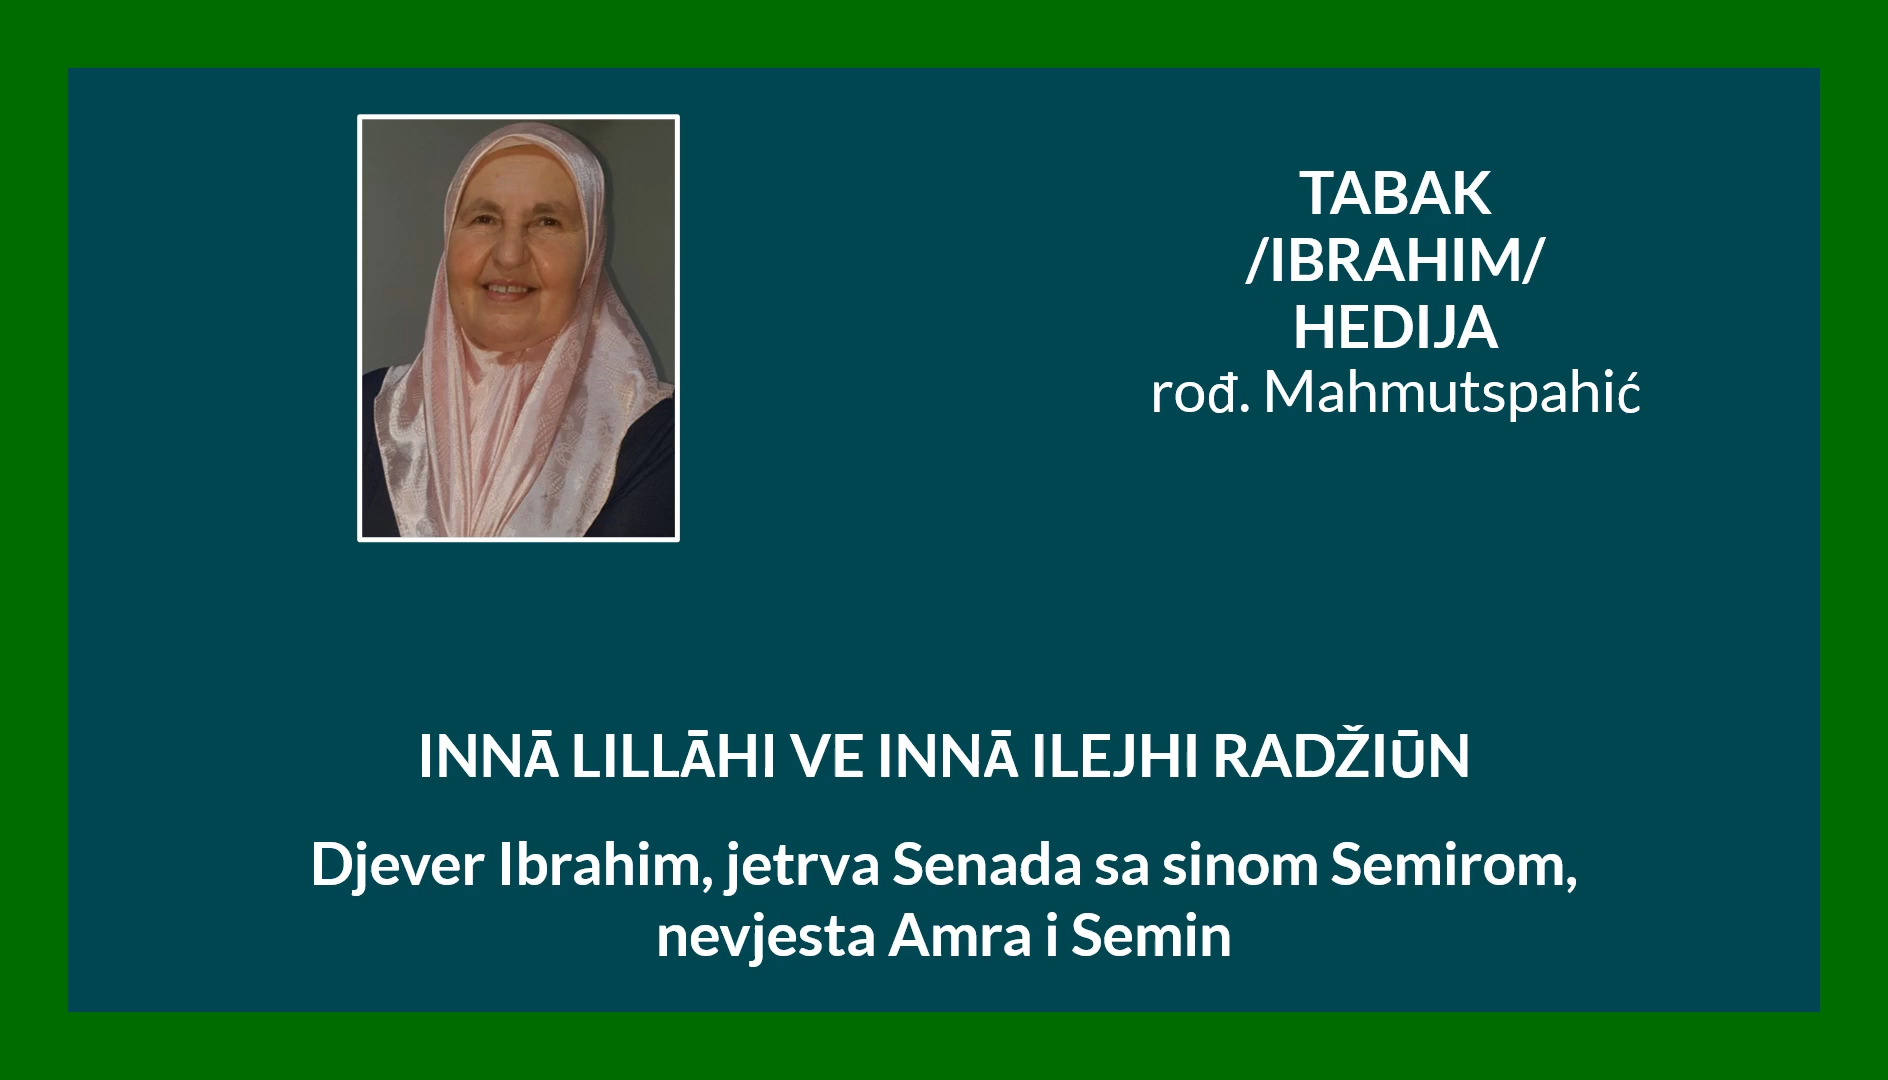 TABAK
/IBRAHIM/
HEDIJA
rođ. Mahmutspahić
INNĀ LILLĀHI VE INNĀ ILEJHI RADŽIŪN
Djever Ibrahim, jetrva Senada sa sinom Semirom,
nevjesta Amra i Semin